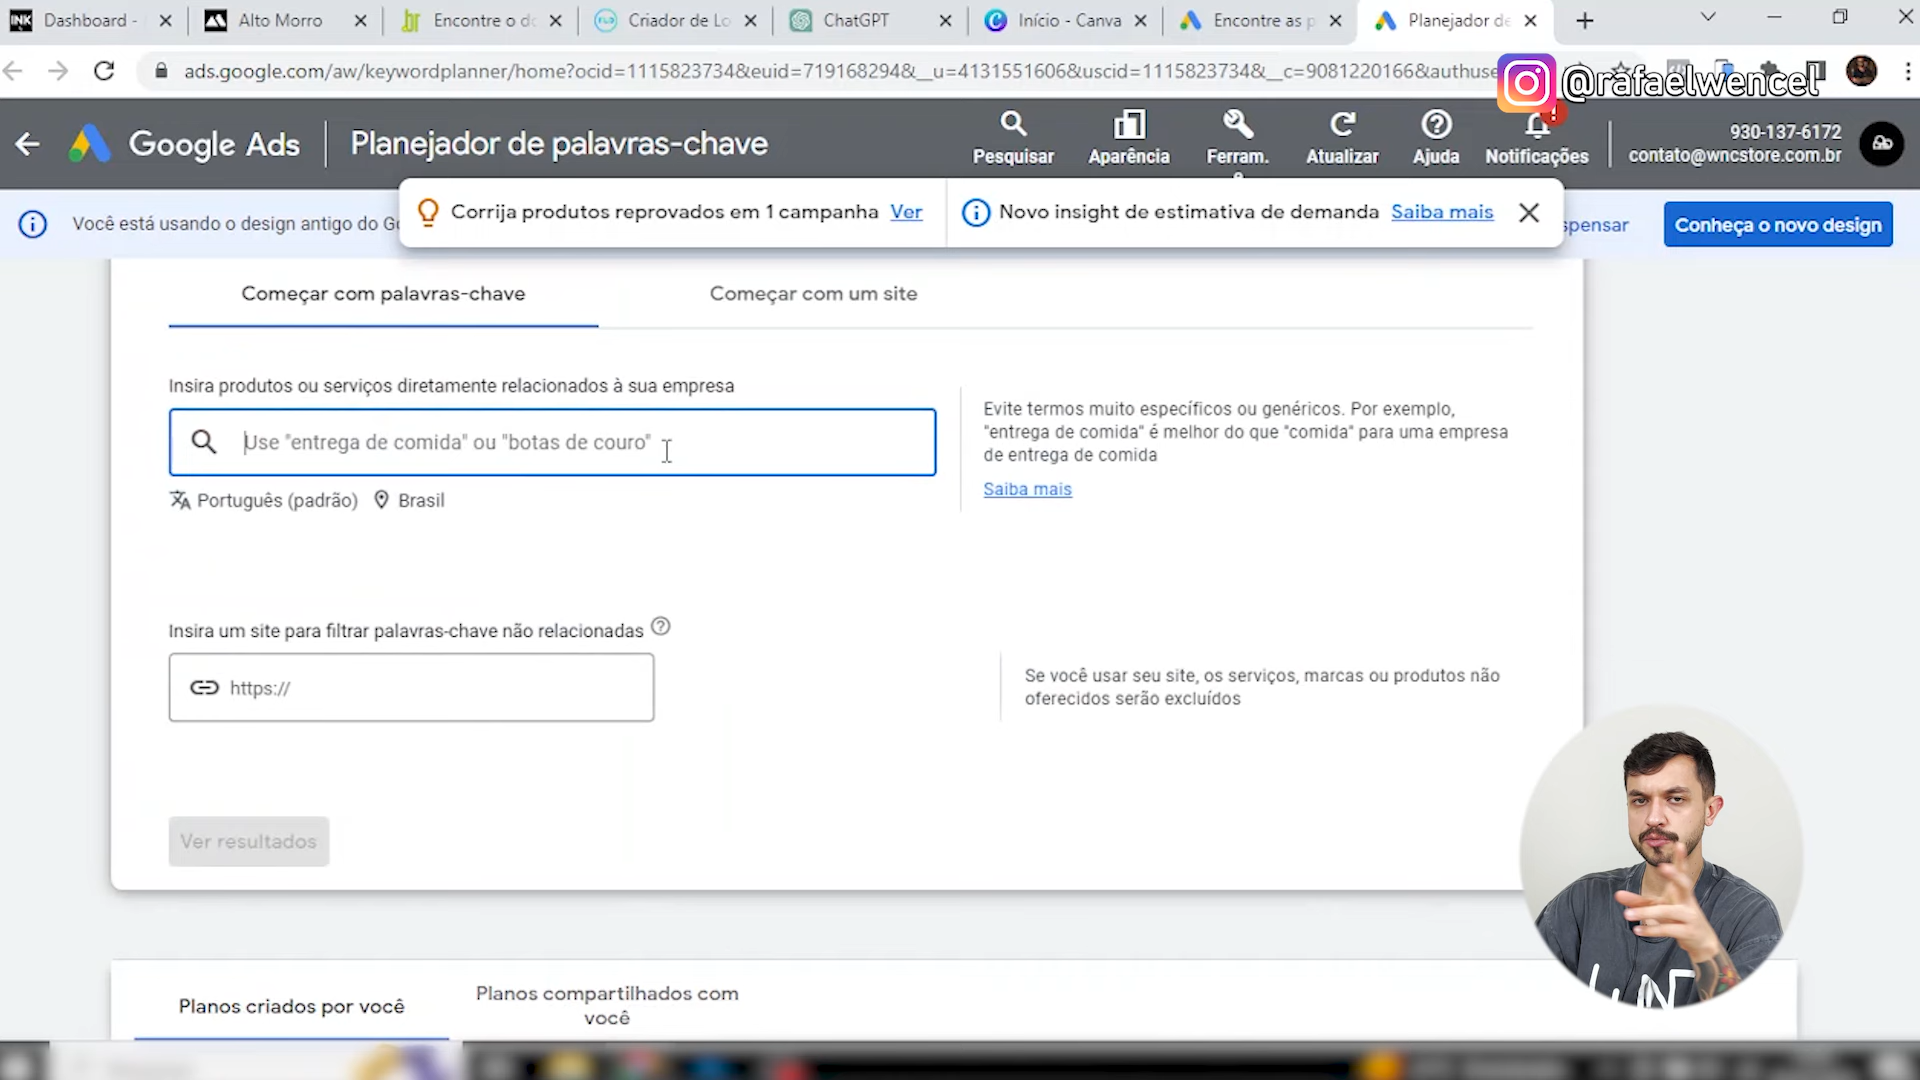 Dashboard -
Alto Morro
Encontre o do
Criador de Lo
ChatGPT
Início - Canva
Encontre as p
Planejador de
ads.google.com/aw/keywordplanner/home?ocid=1115823734&euid=719168294&__u=4131551606&uscid=1115823734&__c=9081220166&authuse
@rafaelwencel
Google Ads
Planejador de palavras-chave
Pesquisar
Aparência
Ferram.
Atualizar
Ajuda
Notificações
930-137-6172
contato@wncstore.com.br
Você está usando o design antigo do Go
Corrija produtos reprovados em 1 campanha Ver
Novo insight de estimativa de demanda Saiba mais
spensar
Conheça o novo design
Começar com palavras-chave
Começar com um site
Insira produtos ou serviços diretamente relacionados à sua empresa
Use "entrega de comida" ou "botas de couro"
Português (padrão)
Brasil
Evite termos muito específicos ou genéricos. Por exemplo,
"entrega de comida" é melhor do que "comida" para uma empresa
de entrega de comida
Saiba mais
Insira um site para filtrar palavras-chave não relacionadas
https://
Se você usar seu site, os serviços, marcas ou produtos não
oferecidos serão excluídos
Ver resultados
Planos criados por você
Planos compartilhados com
você